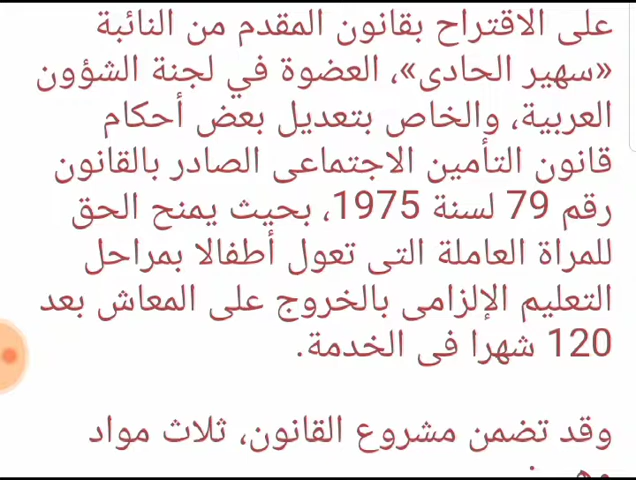 على الاقتراح بقانون المقدم من النائبة
«سهير الحادى»، العضوة في لجنة الشؤون
العربية، والخاص بتعديل بعض أحكام
قانون التأمين الاجتماعى الصادر بالقانون
رقم 79 لسنة 1975، بحيث يمنح الحق
للمراة العاملة التى تعول أطفالا بمراحل
التعليم الإلزامى بالخروج على المعاش بعد
120 شهرا فى الخدمة.
وقد تضمن مشروع القانون، ثلاث مواد